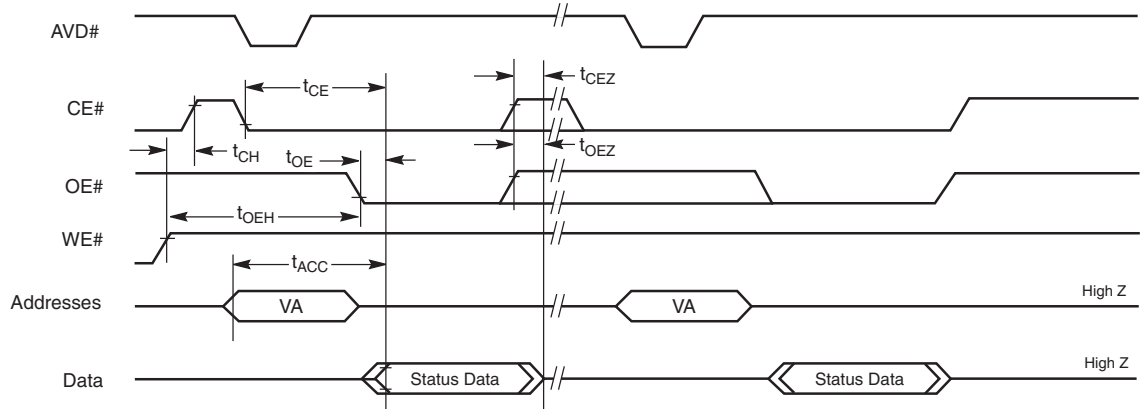 AVD#
tCEZ
tCE
CE#
tCH
tOE
tOEZ
OE#
tOEH
WE#
tACC
Addresses
VA
VA
High Z
Data
Status Data
Status Data
High Z